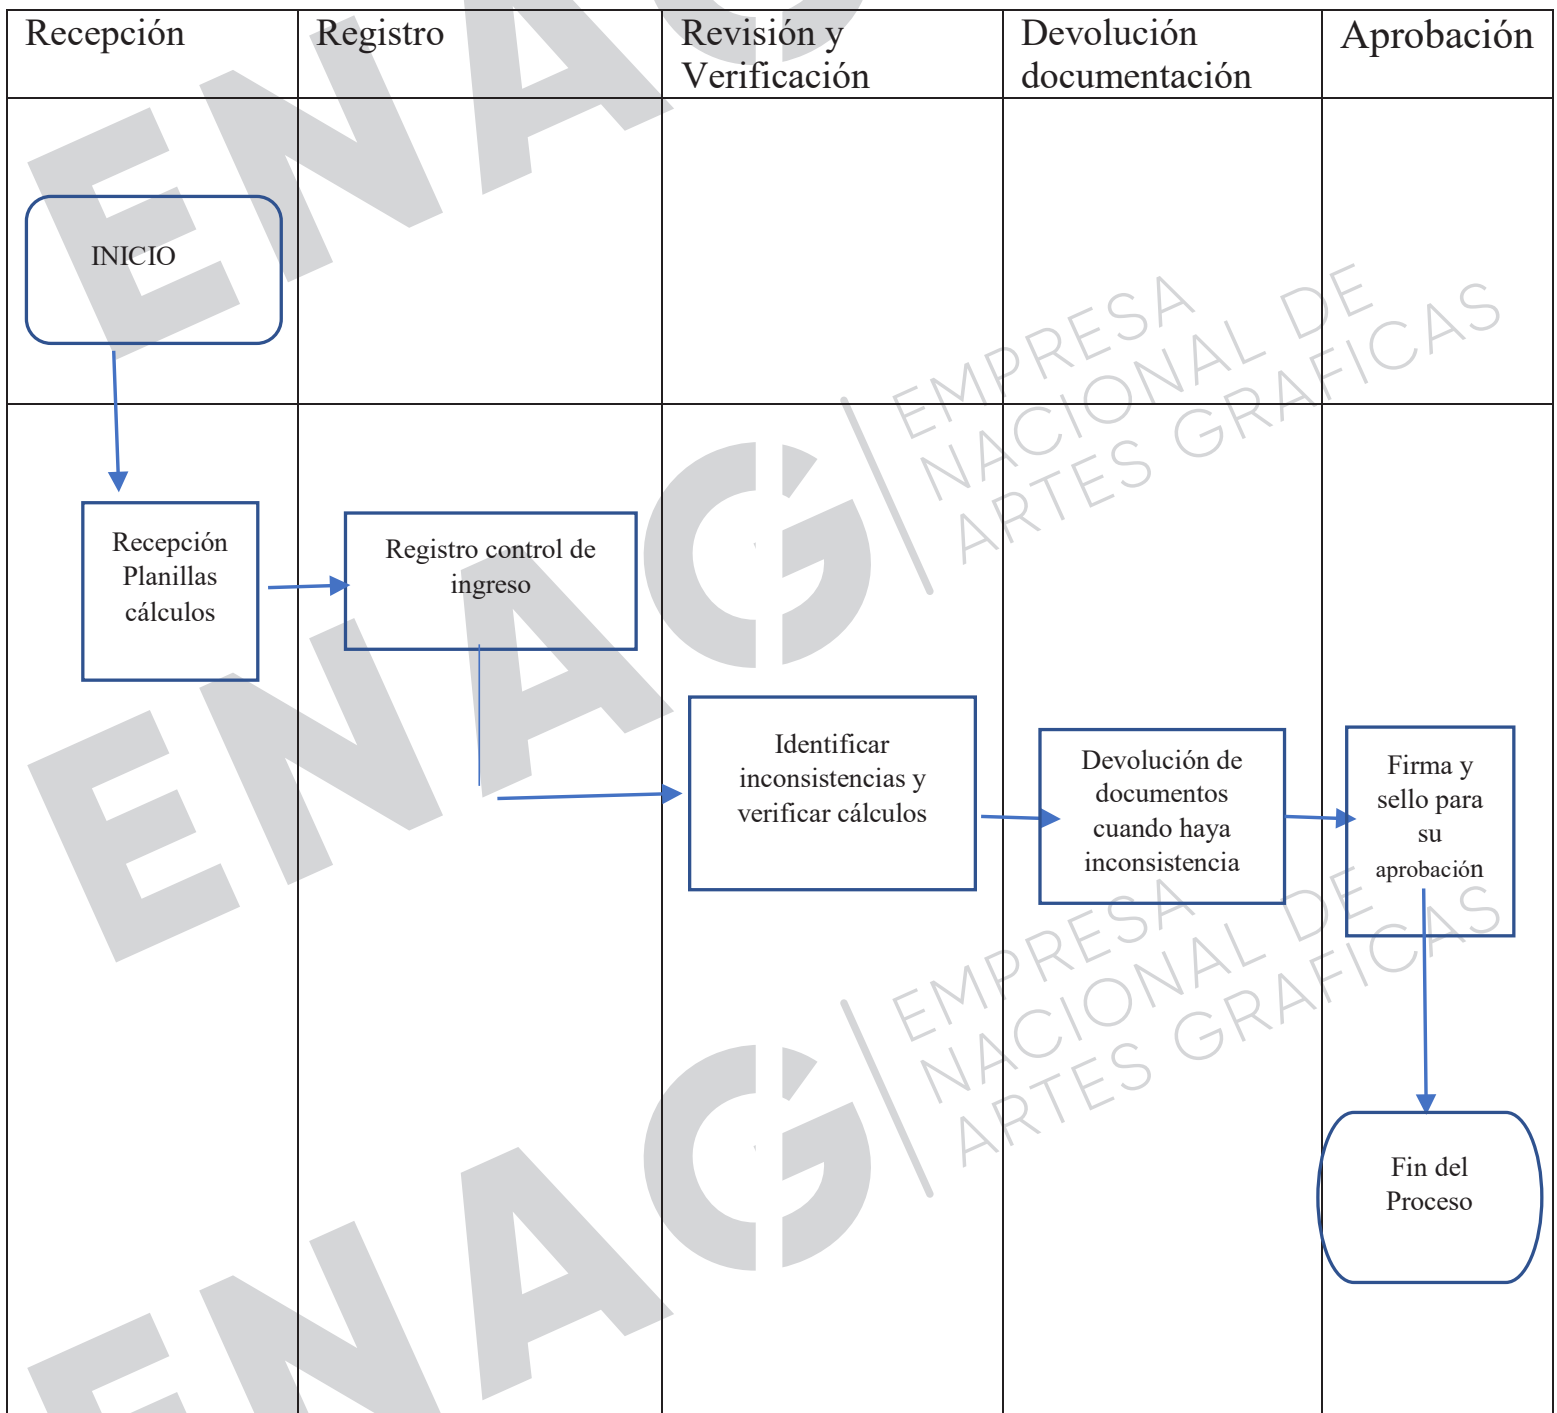 Recepción
Registro
Revisión y
Verificación
Devolución
documentación
Aprobación
INICIO
Recepción
Planillas
cálculos
Registro control de
ingreso
Identificar
inconsistencias y
verificar cálculos
Devolución de
documentos
cuando haya
inconsistencia
Firma y
sello para
su
aprobación
Fin del
Proceso
ENAG
EMPRESA
NACIONAL DE
ARTES GRAFICAS
ENAG
EMPRESA
NACIONAL DE
ARTES GRAFICAS
ENAG